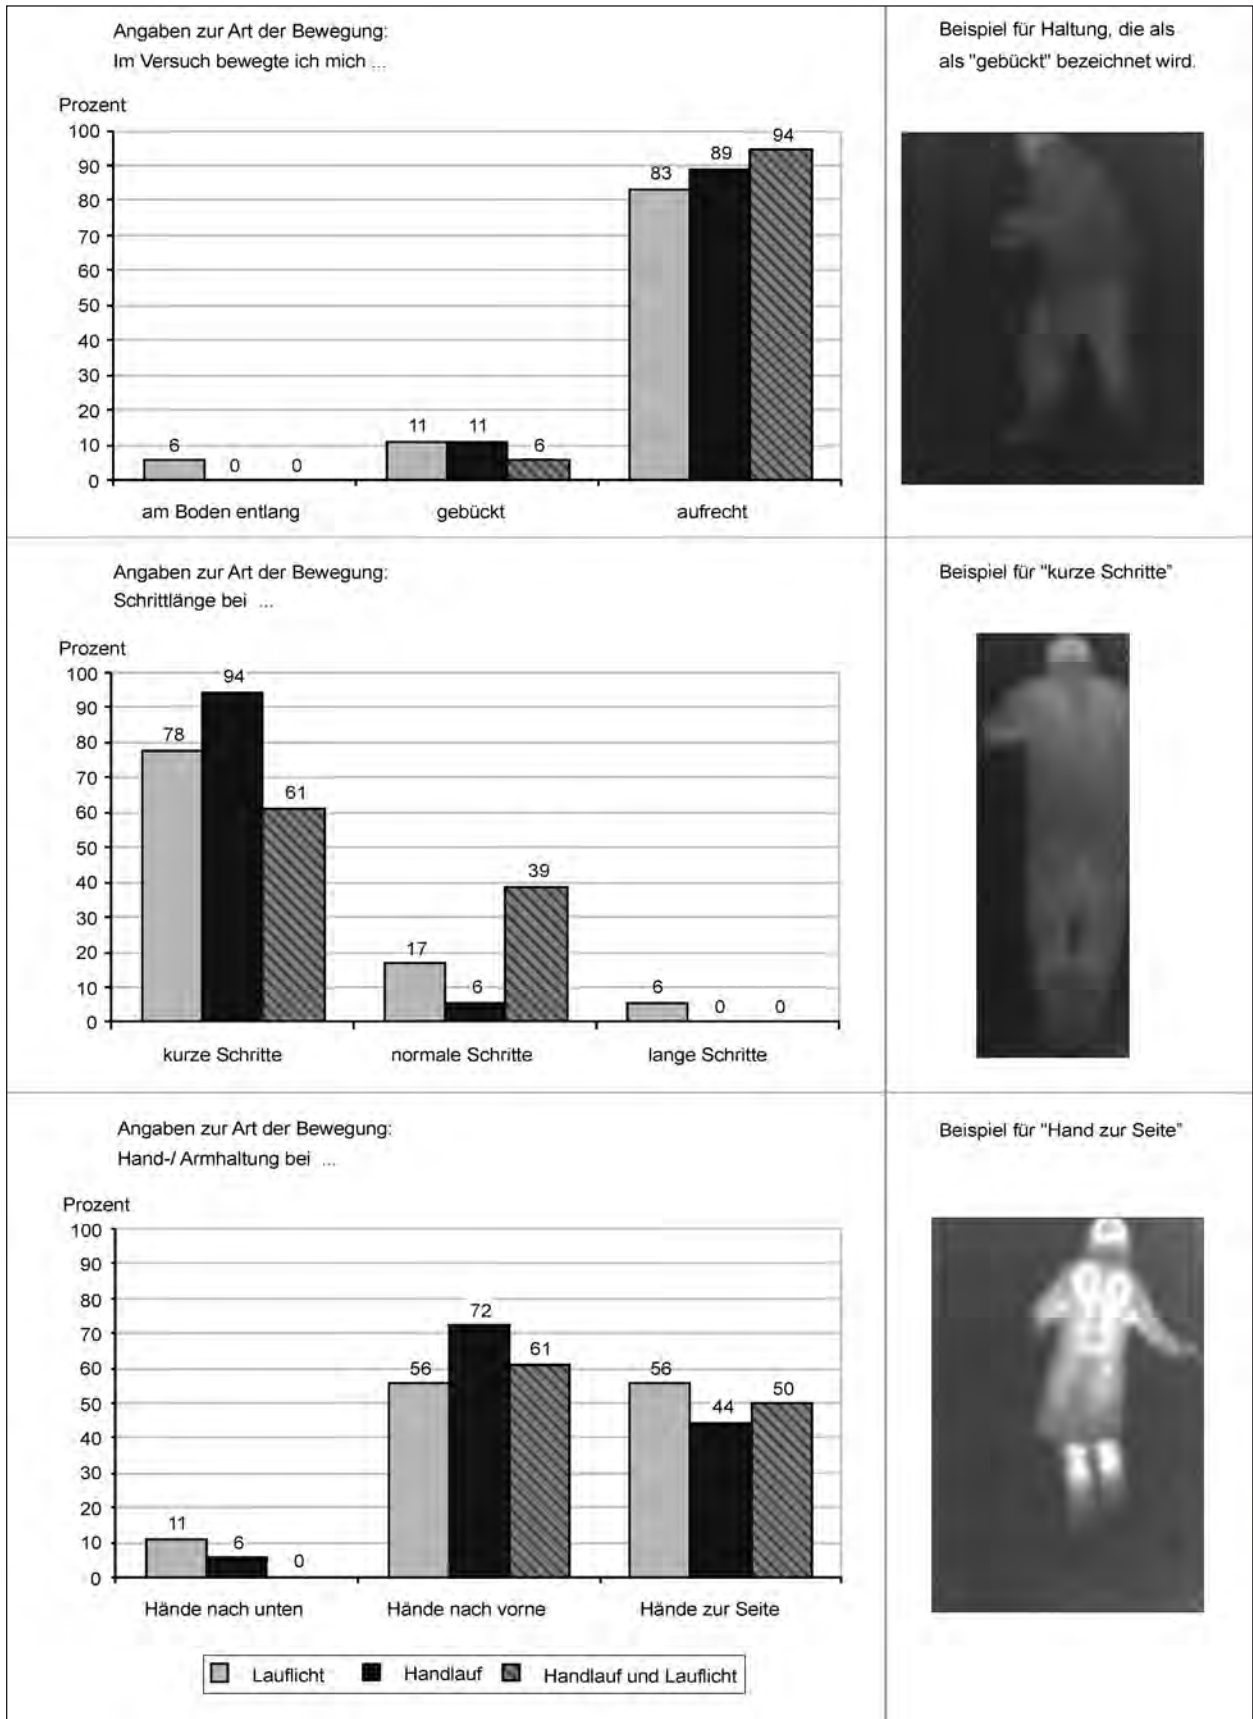 Angaben zur Art der Bewegung:
Im Versuch bewegte ich mich ...
Prozent
100
90
80
70
60
50
40
30
20
10
0
6
0
0
11
11
6
83
89
94
am Boden entlang
gebückt
aufrecht
Beispiel für Haltung, die als
als "gebückt" bezeichnet wird.
Angaben zur Art der Bewegung:
Schrittlänge bei ...
Prozent
100
90
80
70
60
50
40
30
20
10
0
78
94
61
17
6
39
6
0
0
kurze Schritte
normale Schritte
lange Schritte
Beispiel für "kurze Schritte"
Angaben zur Art der Bewegung:
Hand-/ Armhaltung bei ...
Prozent
100
90
80
70
60
50
40
30
20
10
0
11
6
0
56
72
61
56
44
50
Hände nach unten
Hände nach vorne
Hände zur Seite
Lauflicht
Handlauf
Handlauf und Lauflicht
Beispiel für "Hand zur Seite"